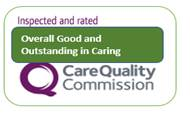 Inspected and rated
Overall Good and
Outstanding in Caring
CareQuality
Commission